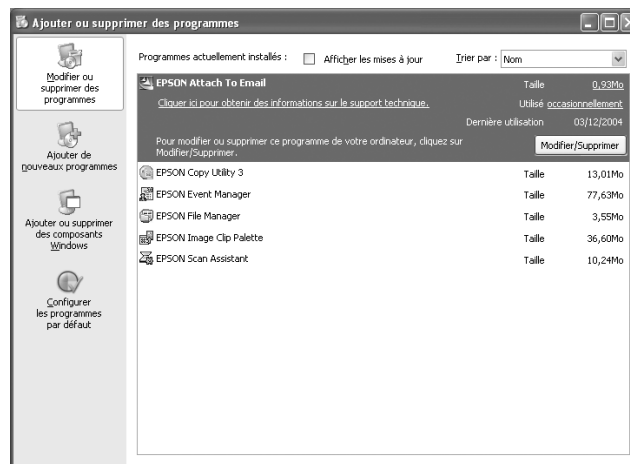 Ajouter ou supprimer des programmes
Modifier ou
supprimer des
programmes
Ajouter de
nouveaux programmes
Ajouter ou supprimer
des composants
Windows
Configurer
les programmes
par défaut
Programmes actuellement installés : Afficher les mises à jour Trier par : Nom
EPSON Attach To Email Taille 0,93Mo
Cliquer ici pour obtenir des informations sur le support technique. Utilisé occasionnellement
Dernière utilisation 03/12/2004
Pour modifier ou supprimer ce programme de votre ordinateur, cliquez sur
Modifier/Supprimer.
Modifier/Supprimer
EPSON Copy Utility 3 Taille 13,01Mo
EPSON Event Manager Taille 77,63Mo
EPSON File Manager Taille 3,55Mo
EPSON Image Clip Palette Taille 36,60Mo
EPSON Scan Assistant Taille 10,24Mo